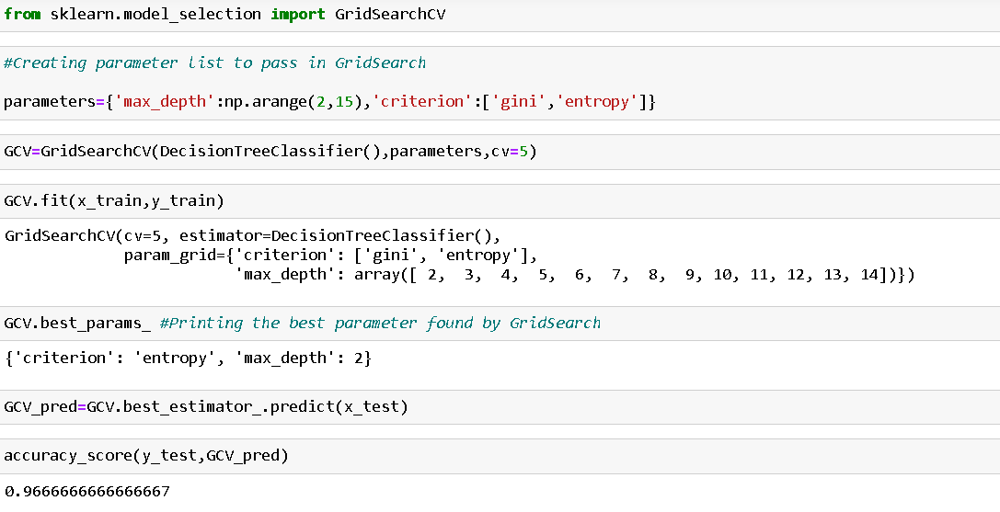 from sklearn.model_selection import GridSearchCV
#Creating parameter list to pass in GridSearch
parameters={'max_depth':np.arange(2,15),'criterion':['gini','entropy']}
GCV=GridSearchCV(DecisionTreeClassifier(),parameters,cv=5)
GCV.fit(x_train,y_train)
GridSearchCV(cv=5, estimator=DecisionTreeClassifier(),
             param_grid={'criterion': ['gini', 'entropy'],
                         'max_depth': array([ 2,  3,  4,  5,  6,  7,  8,  9, 10, 11, 12, 13, 14])})
GCV.best_params_ #Printing the best parameter found by GridSearch
{'criterion': 'entropy', 'max_depth': 2}
GCV_pred=GCV.best_estimator_.predict(x_test)
accuracy_score(y_test,GCV_pred)
0.9666666666666667